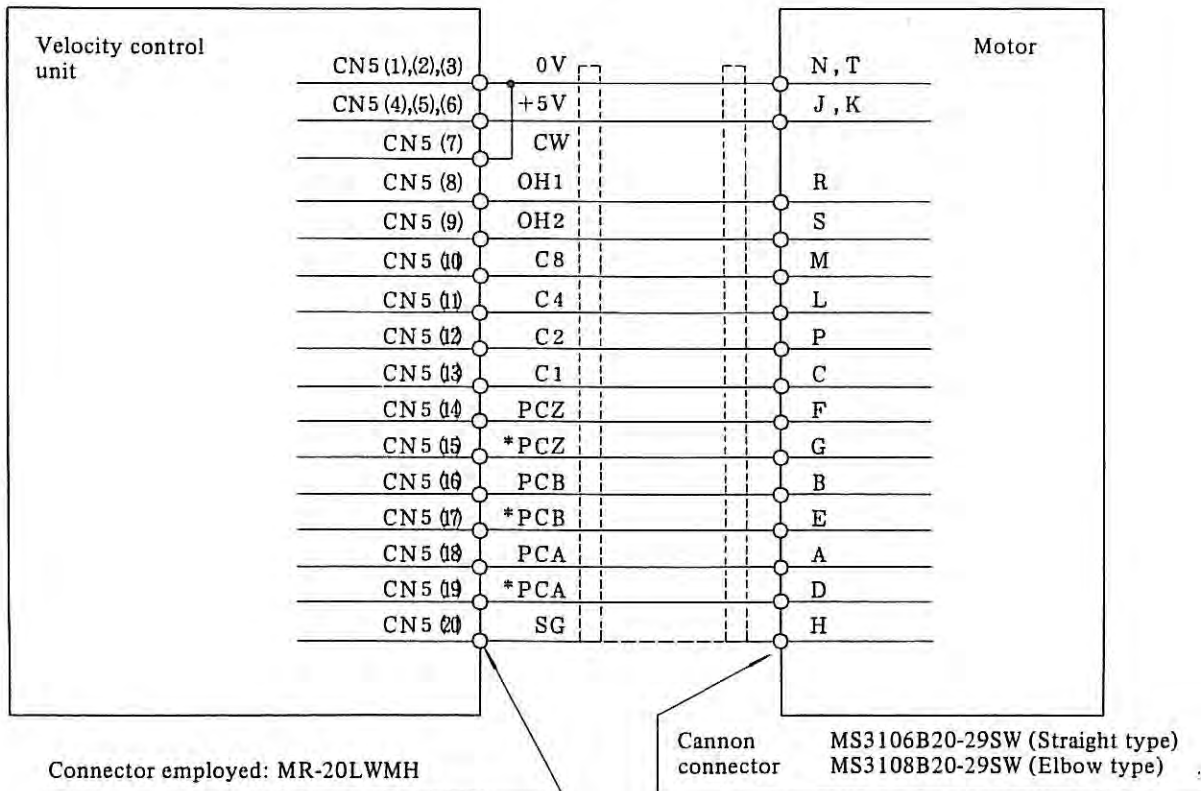 Velocity control
unit
Motor
CN5 (1),(2),(3) 0V N, T
CN5 (4),(5),(6) +5V J, K
CN5 (7) CW
CN5 (8) OH1 R
CN5 (9) OH2 S
CN5 (10) C8 M
CN5 (11) C4 L
CN5 (12) C2 P
CN5 (13) C1 C
CN5 (14) PCZ F
CN5 (15) *PCZ G
CN5 (16) PCB B
CN5 (17) *PCB E
CN5 (18) PCA A
CN5 (19) *PCA D
CN5 (20) SG H
Connector employed: MR-20LWMH
Cannon MS3106B20-29SW (Straight type)
connector MS3108B20-29SW (Elbow type)